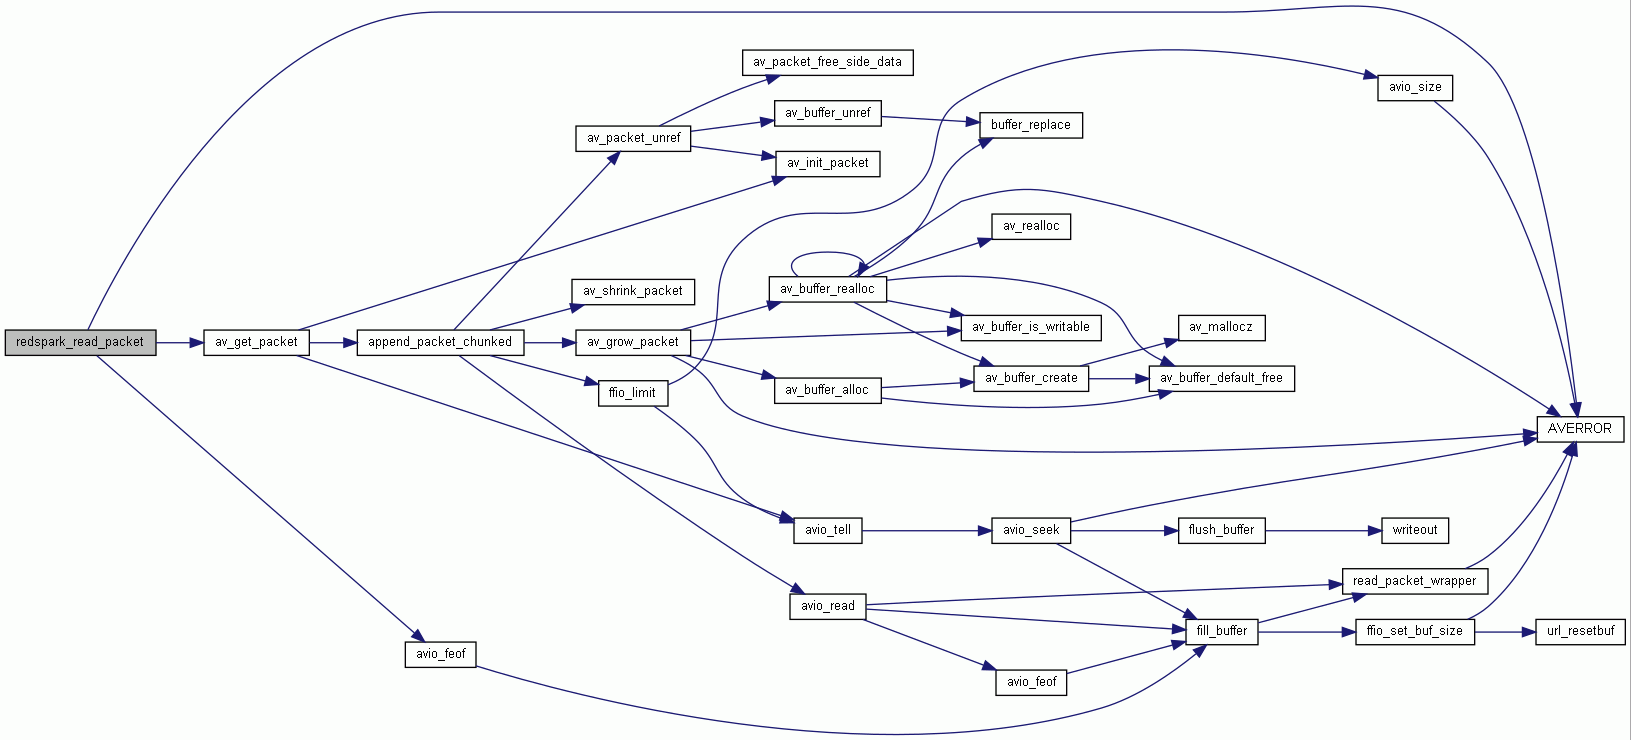 av_packet_free_side_data
avio_size
av_buffer_unref
buffer_replace
av_packet_unref
av_init_packet
av_realloc
av_shrink_packet
av_buffer_realloc
av_buffer_is_writable
av_mallocz
redspark_read_packet
av_get_packet
append_packet_chunked
av_grow_packet
av_buffer_create
av_buffer_default_free
ffio_limit
av_buffer_alloc
AVERROR
avio_tell
avio_seek
flush_buffer
writeout
read_packet_wrapper
avio_read
fill_buffer
ffio_set_buf_size
url_resetbuf
avio_feof
avio_feof